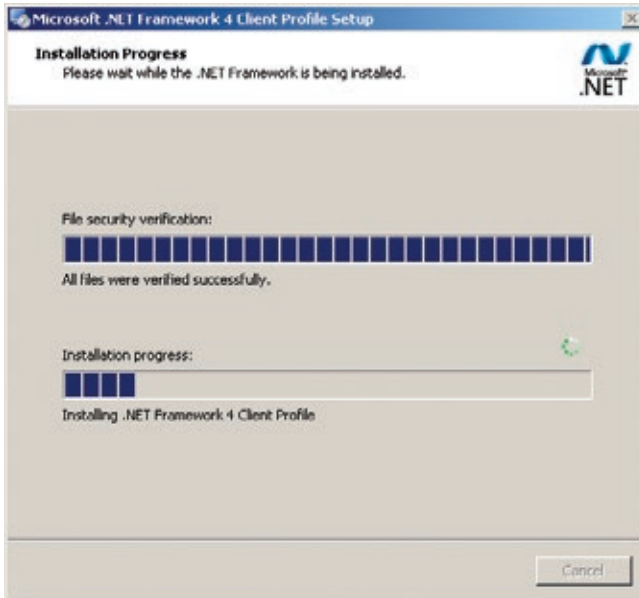 Microsoft .NET Framework 4 Client Profile Setup
Installation Progress
Please wait while the .NET Framework is being installed.
Microsoft
.NET
File security verification:
All files were verified successfully.
Installation progress:
Installing .NET Framework 4 Client Profile
Cancel